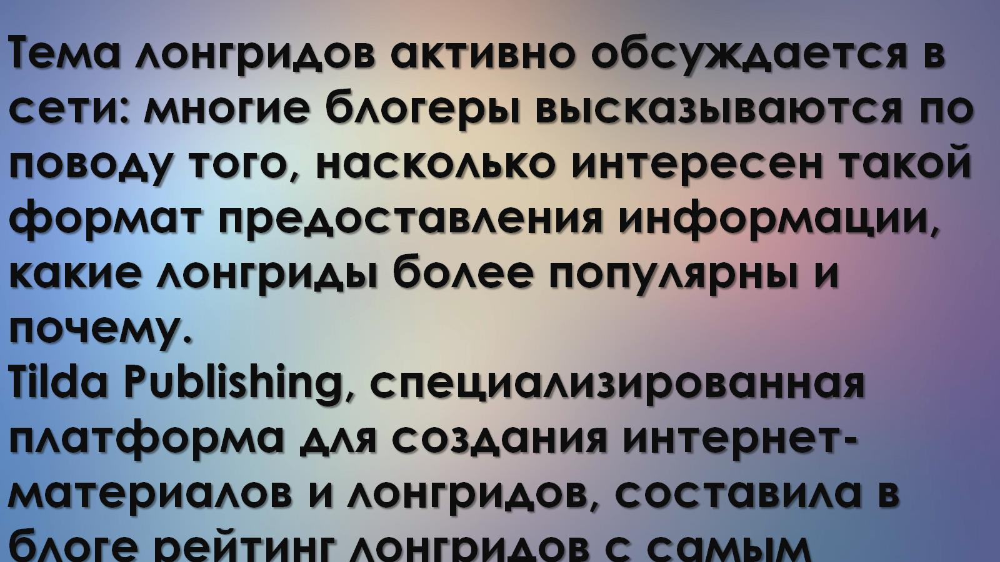 Тема лонгридов активно обсуждается в
сети: многие блогеры высказываются по
поводу того, насколько интересен такой
формат предоставления информации,
какие лонгриды более популярны и
почему.
Tilda Publishing, специализированная
платформа для создания интернет-
материалов и лонгридов, составила в
блоге рейтинг лонгридов с самым